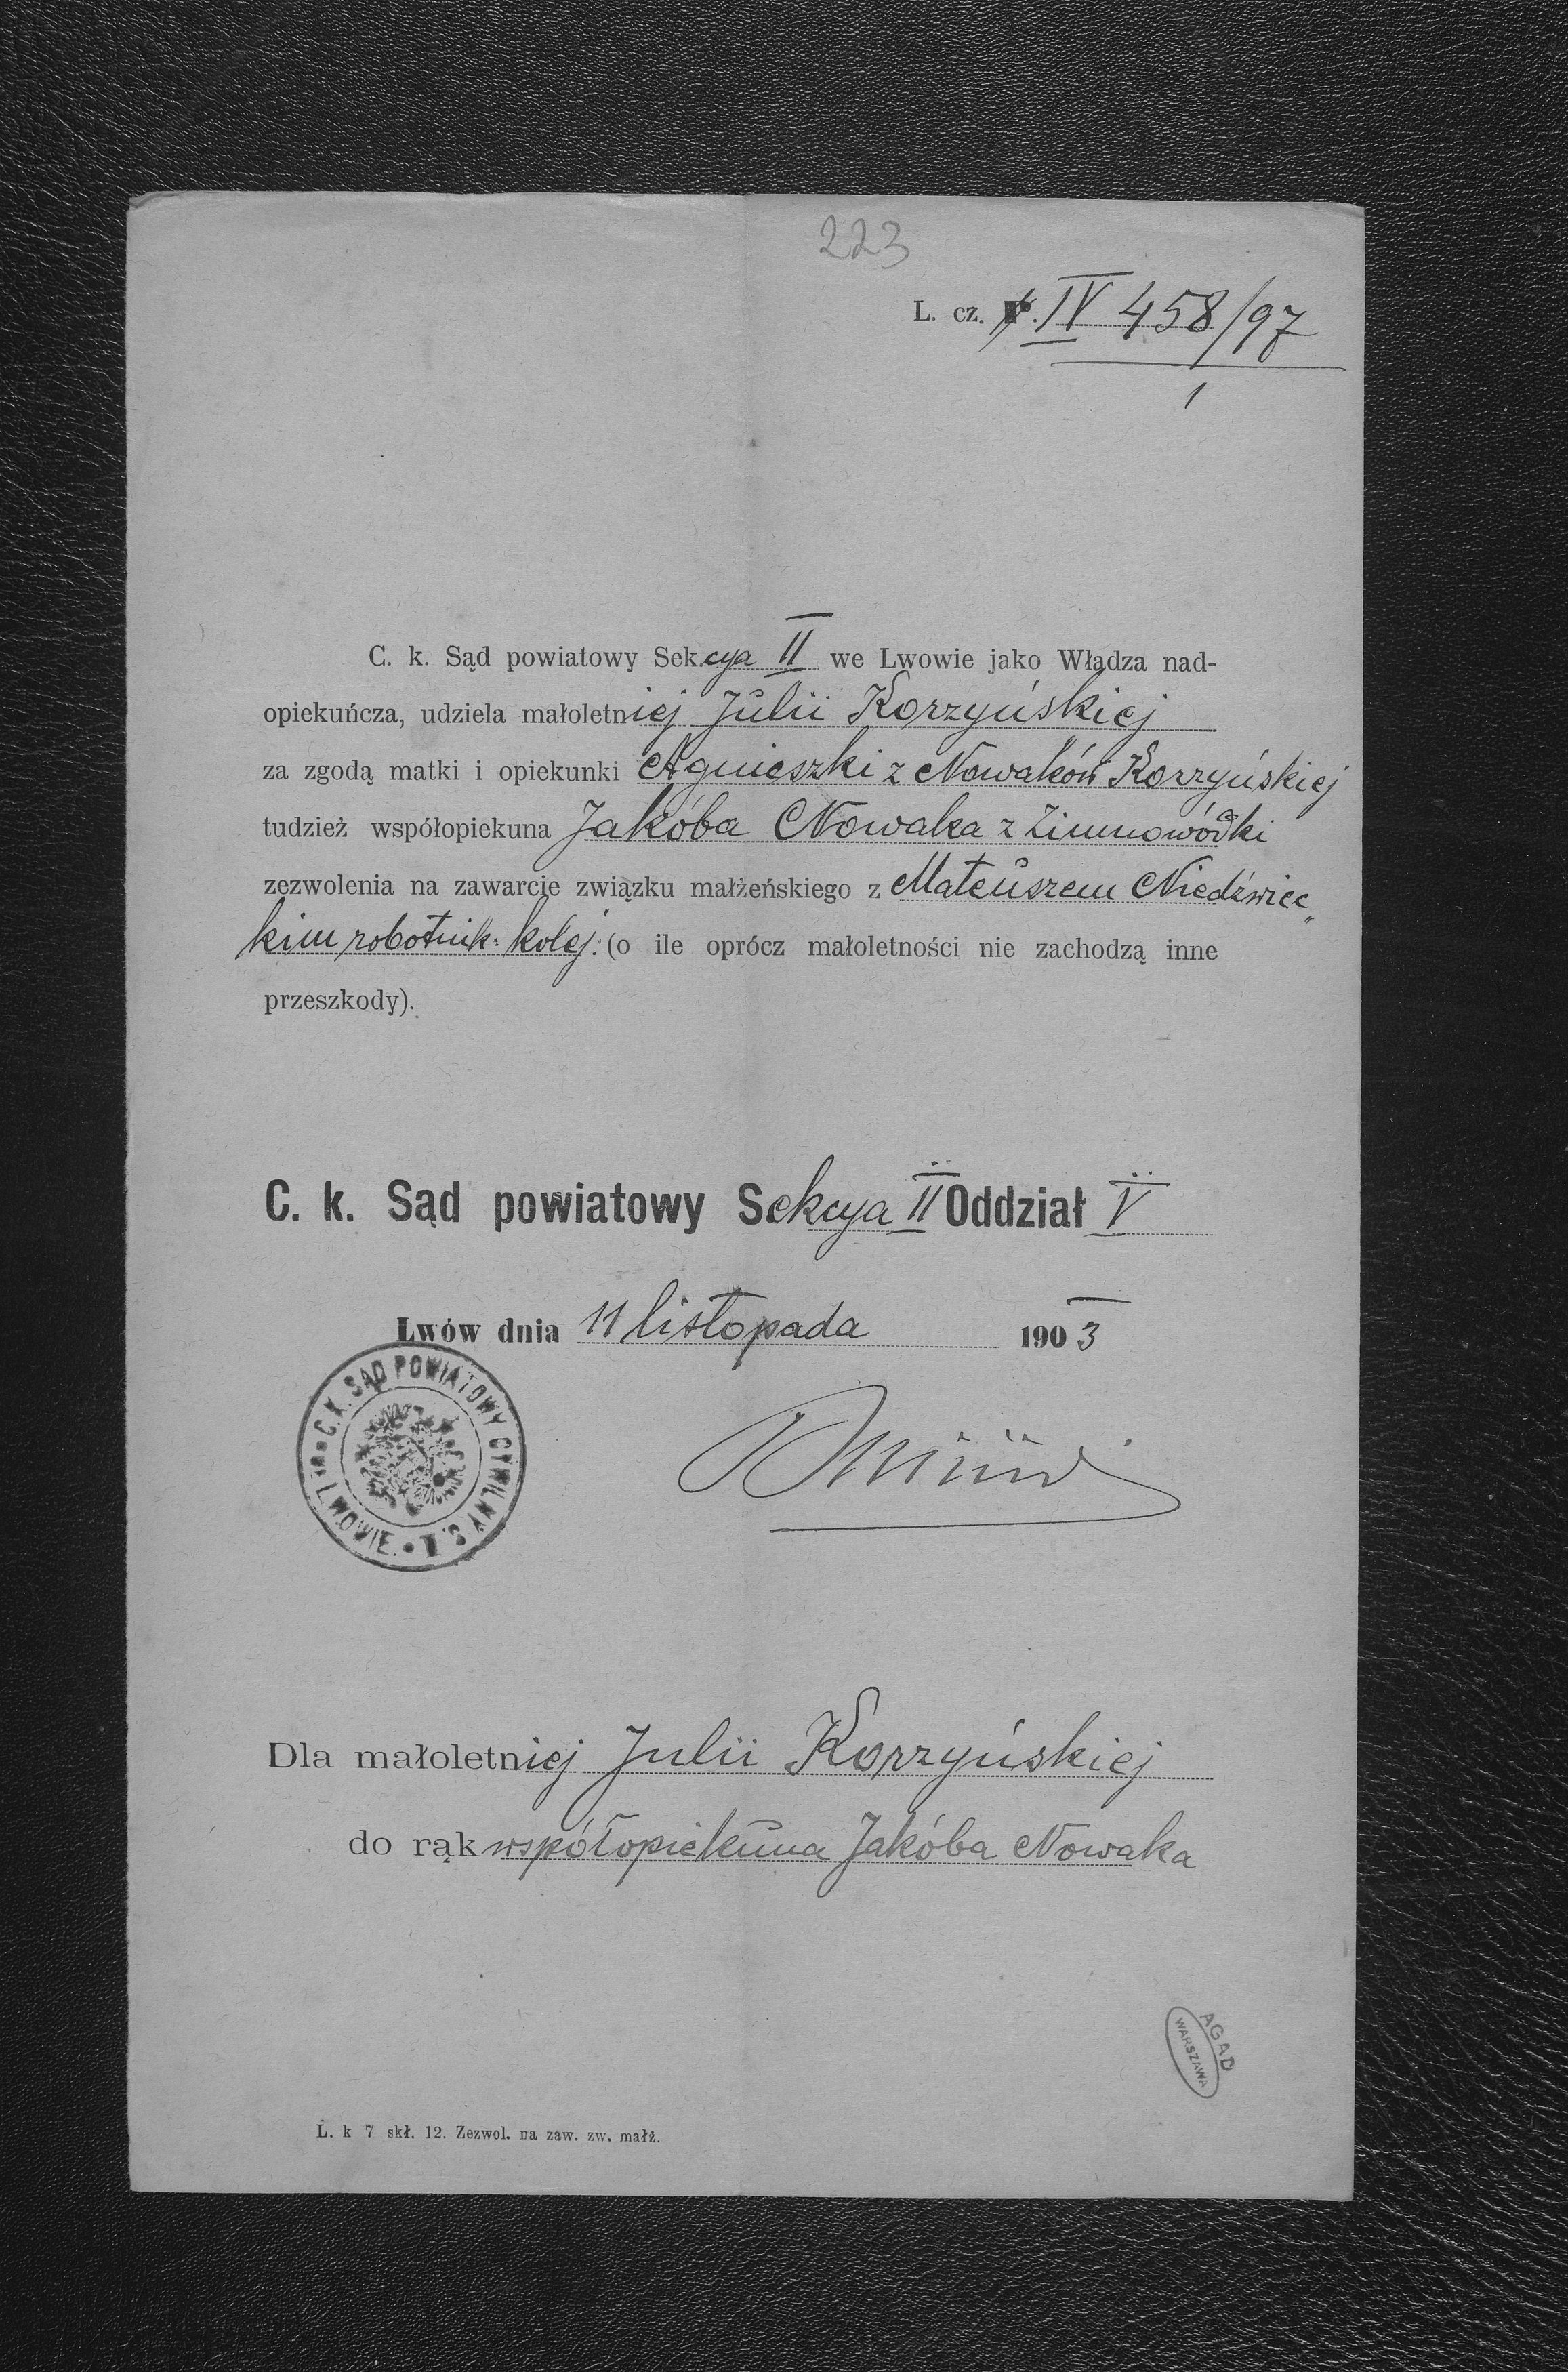 223
L. cz. P. IV 458/97
1
C. k. Sąd powiatowy Sekcya II we Lwowie jako Władza nad-
opiekuńcza, udziela małoletniej Julii Korzyńskiej
za zgodą matki i opiekunki Agnieszki z Nowaków Korzyńskiej
tudzież współopiekuna Jakóba Nowaka z Zimnowódki
zezwolenia na zawarcie związku małżeńskiego z Mateuszem Niedźwiec„
kim robotnik: kolej: (o ile oprócz małoletności nie zachodzą inne
przeszkody).
C. k. Sąd powiatowy Sekcya II Oddział V
Lwów dnia 11 listopada 1903
C. K. SĄD POWIATOWY CYWILNY S. II. LWOWIE.
Dla małoletniej Julii Korzyńskiej
do rąk współopiekuna Jakóba Nowaka
AGAD
WARSZAWA
L. k 7 skł. 12. Zezwol. na zaw. zw. małż.